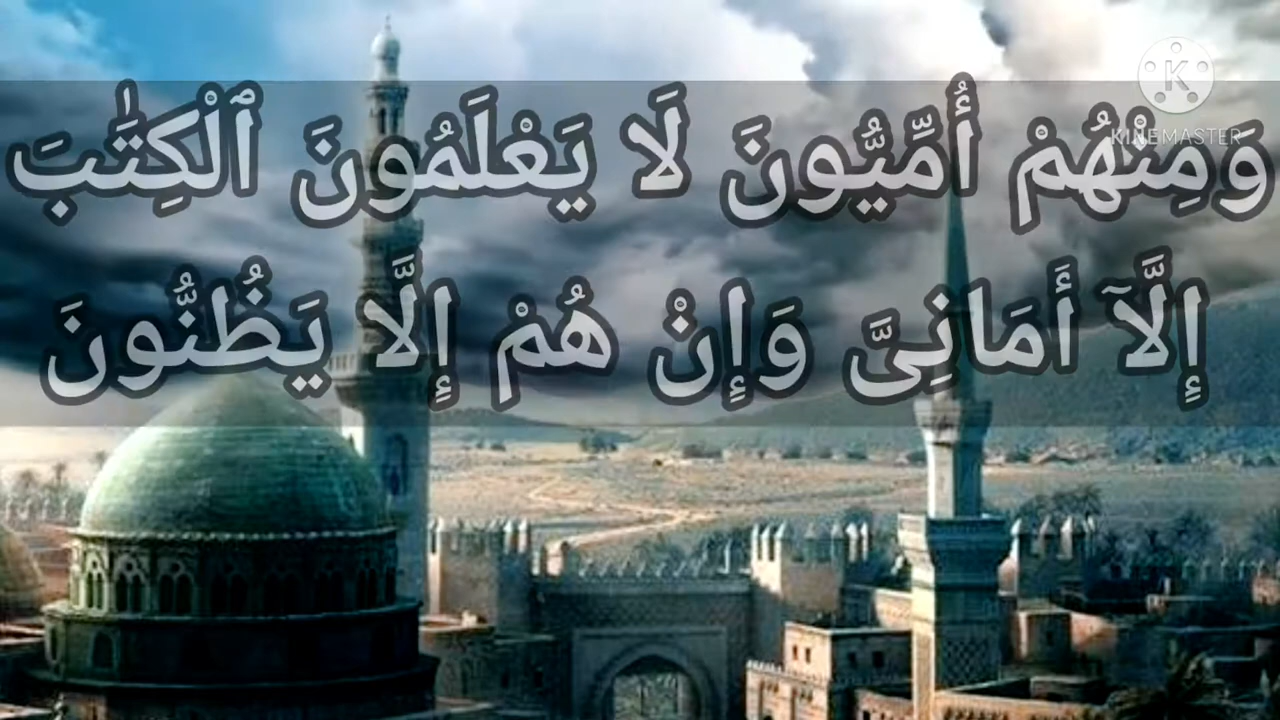 وَمِنْهُمْ أُمِّيُّونَ لَا يَعْلَمُونَ ٱلْكِتَٰبَ
إِلَّآ أَمَانِىَّ وَإِنْ هُمْ إِلَّا يَظُنُّونَ
K
KINEMASTER